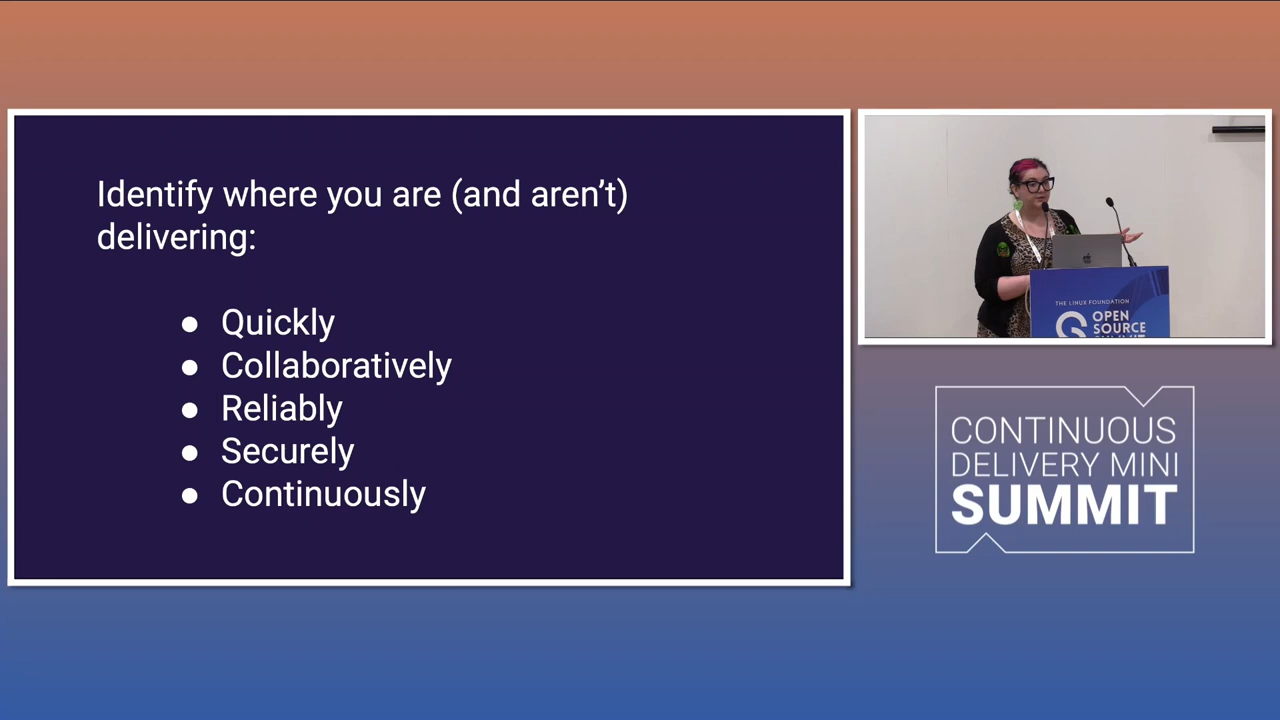 Identify where you are (and aren’t)
delivering:
● Quickly
● Collaboratively
● Reliably
● Securely
● Continuously
THE LINUX FOUNDATION
OPEN
SOURCE
SUMMIT
CONTINUOUS
DELIVERY MINI
SUMMIT